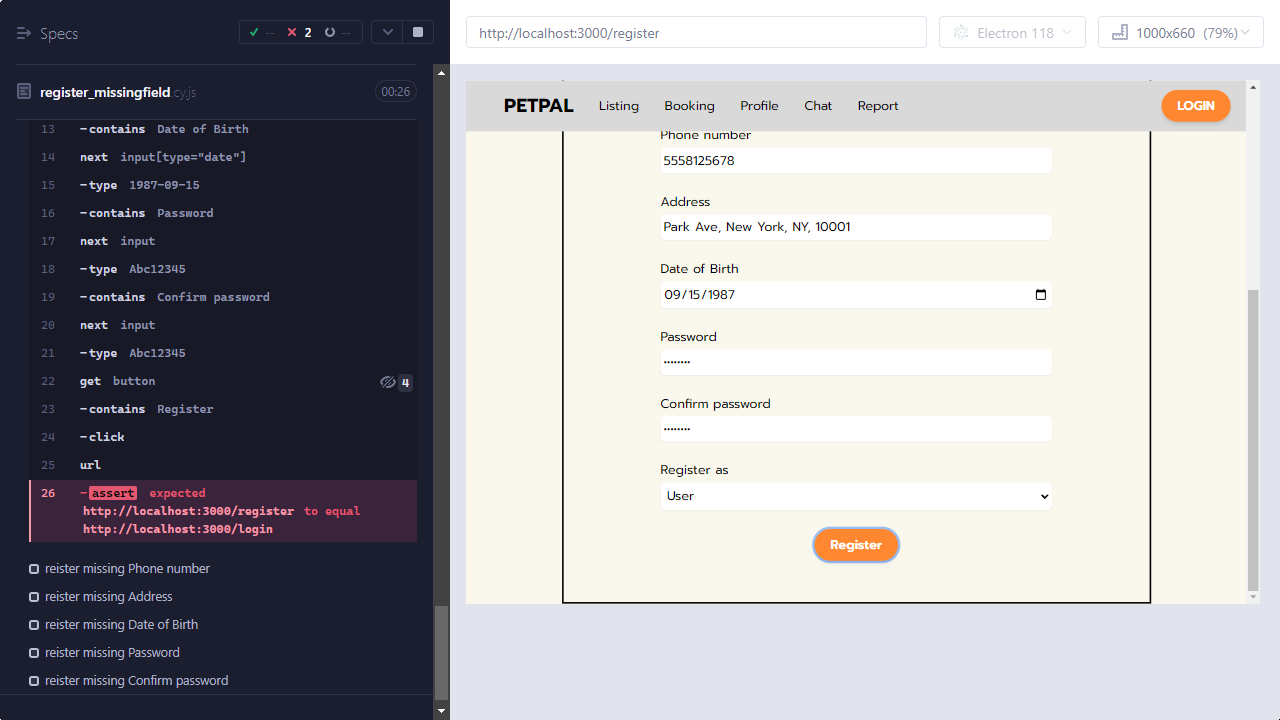 Specs
--
2
--
register_missingfield.cy.js
00:26
13 -contains Date of Birth
14 next input[type="date"]
15 -type 1987-09-15
16 -contains Password
17 next input
18 -type Abc12345
19 -contains Confirm password
20 next input
21 -type Abc12345
22 get button 4
23 -contains Register
24 -click
25 url
26 -assert expected
http://localhost:3000/register to equal
http://localhost:3000/login
reister missing Phone number
reister missing Address
reister missing Date of Birth
reister missing Password
reister missing Confirm password
http://localhost:3000/register
Electron 118
1000x660 (79%)
PETPAL Listing Booking Profile Chat Report LOGIN
Phone number
5558125678
Address
Park Ave, New York, NY, 10001
Date of Birth
09/15/1987
Password
••••••••
Confirm password
••••••••
Register as
User
Register